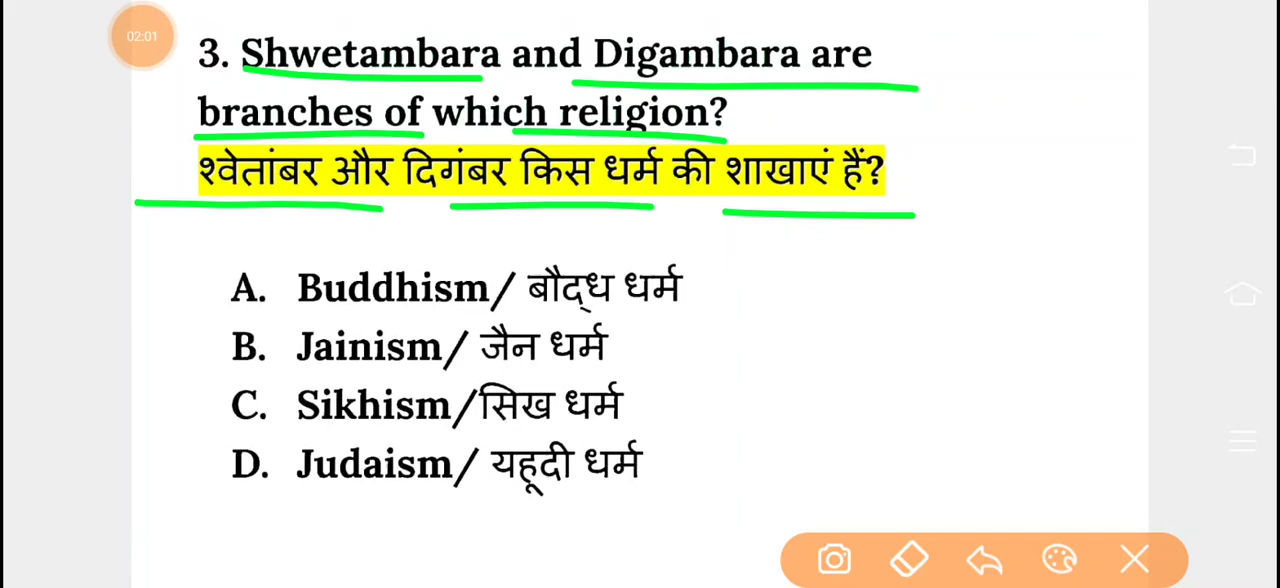 02:01
3. Shwetambara and Digambara are
branches of which religion?
श्वेतांबर और दिगंबर किस धर्म की शाखाएं हैं?
A. Buddhism/ बौद्ध धर्म
B. Jainism/ जैन धर्म
C. Sikhism/सिख धर्म
D. Judaism/ यहूदी धर्म